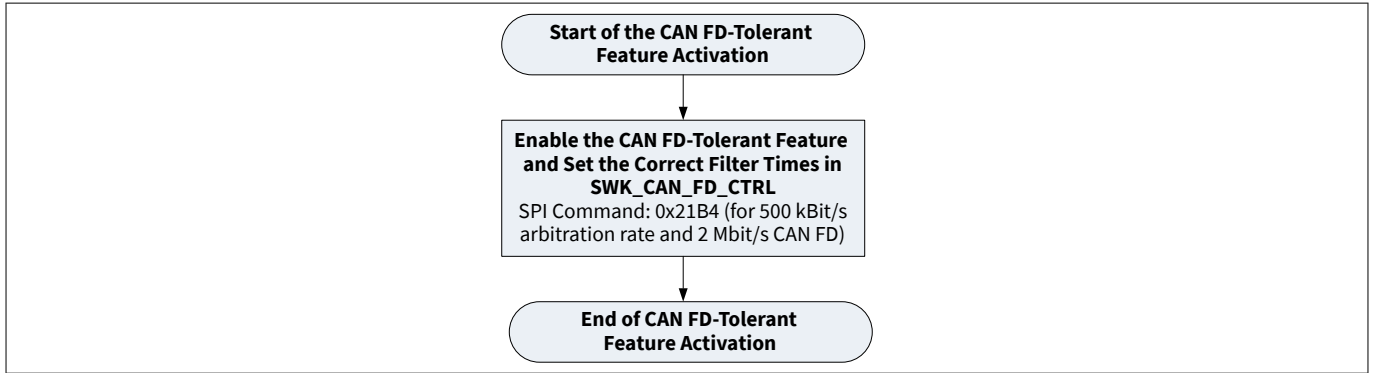 Start of the CAN FD-Tolerant
Feature Activation
Enable the CAN FD-Tolerant Feature
and Set the Correct Filter Times in
SWK_CAN_FD_CTRL
SPI Command: 0x21B4 (for 500 kBit/s
arbitration rate and 2 Mbit/s CAN FD)
End of CAN FD-Tolerant
Feature Activation